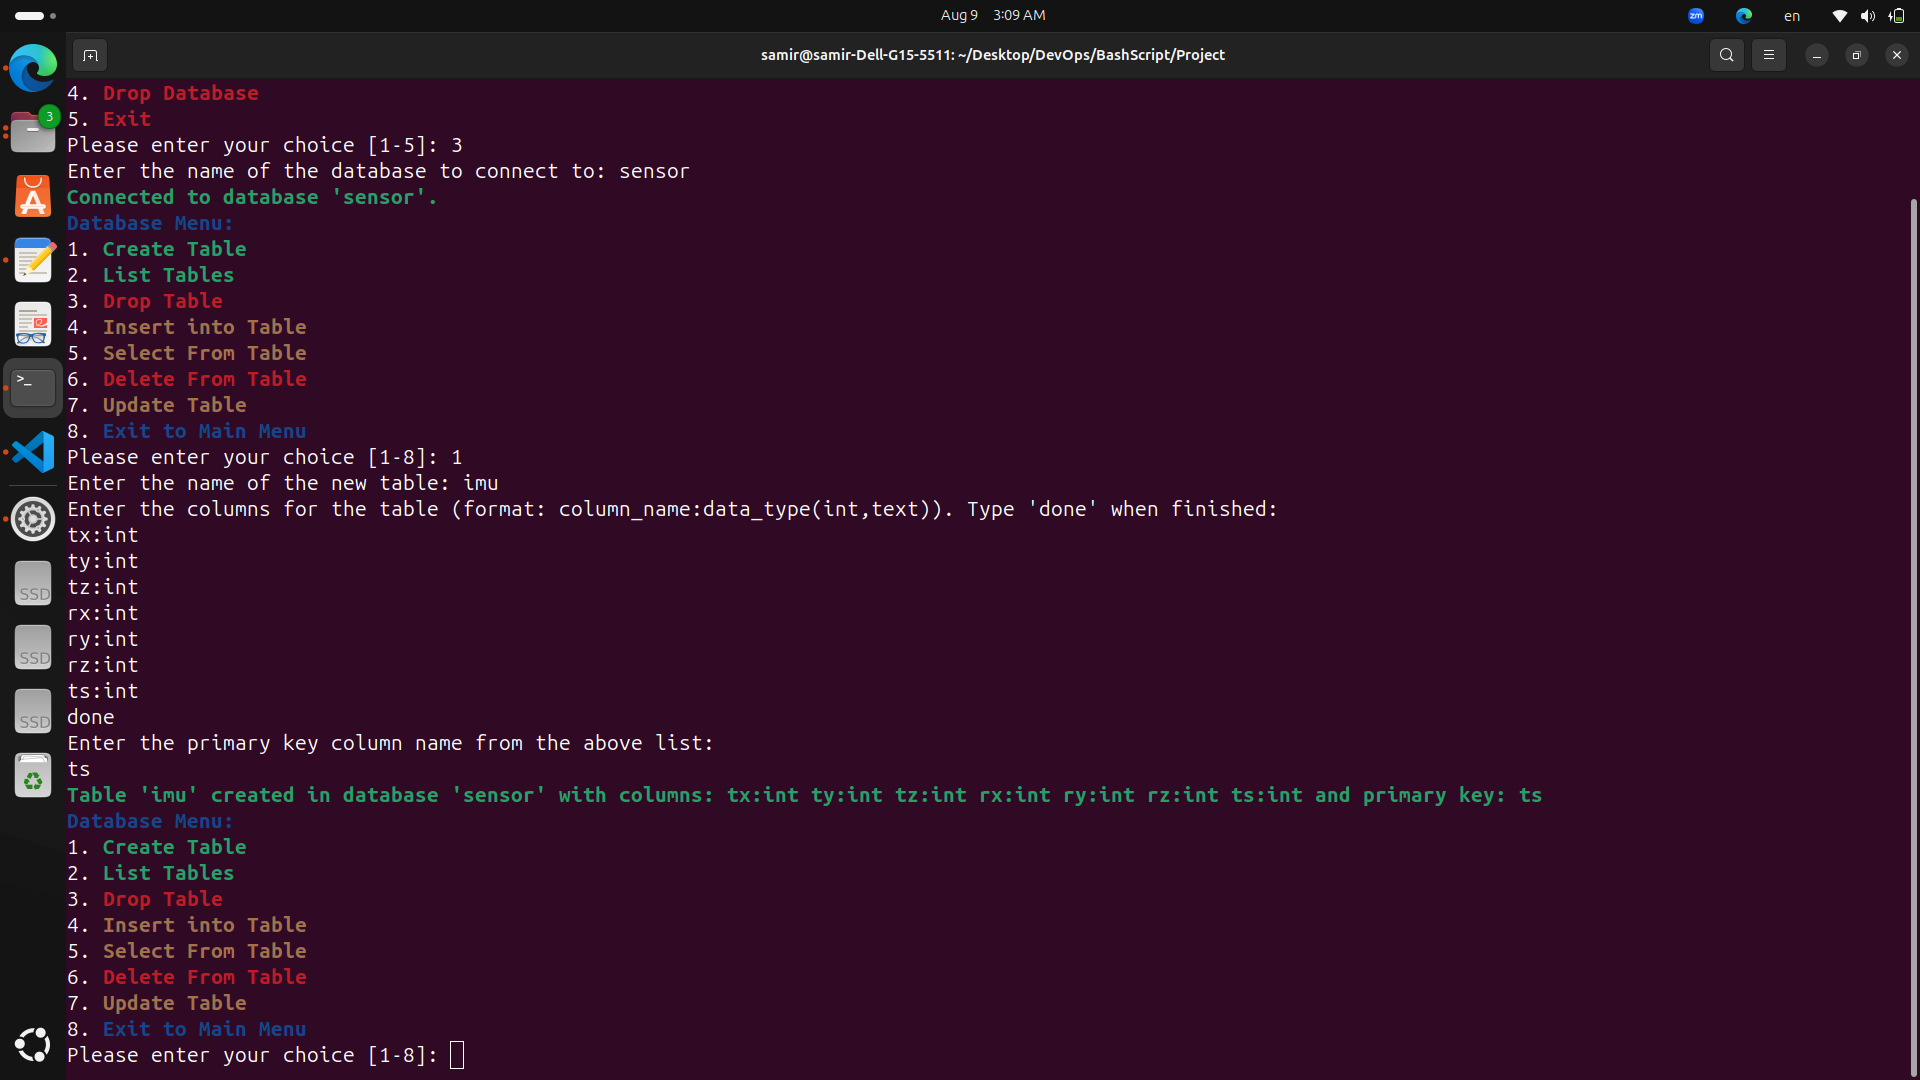 Aug 9 3:09 AM
zm
en
samir@samir-Dell-G15-5511: ~/Desktop/DevOps/BashScript/Project
3
4. Drop Database
5. Exit
Please enter your choice [1-5]: 3
Enter the name of the database to connect to: sensor
Connected to database 'sensor'.
Database Menu:
1. Create Table
2. List Tables
3. Drop Table
4. Insert into Table
5. Select From Table
6. Delete From Table
7. Update Table
8. Exit to Main Menu
Please enter your choice [1-8]: 1
Enter the name of the new table: imu
Enter the columns for the table (format: column_name:data_type(int,text)). Type 'done' when finished:
tx:int
ty:int
tz:int
rx:int
ry:int
rz:int
ts:int
done
Enter the primary key column name from the above list:
ts
Table 'imu' created in database 'sensor' with columns: tx:int ty:int tz:int rx:int ry:int rz:int ts:int and primary key: ts
Database Menu:
1. Create Table
2. List Tables
3. Drop Table
4. Insert into Table
5. Select From Table
6. Delete From Table
7. Update Table
8. Exit to Main Menu
Please enter your choice [1-8]:
>_
SSD
SSD
SSD